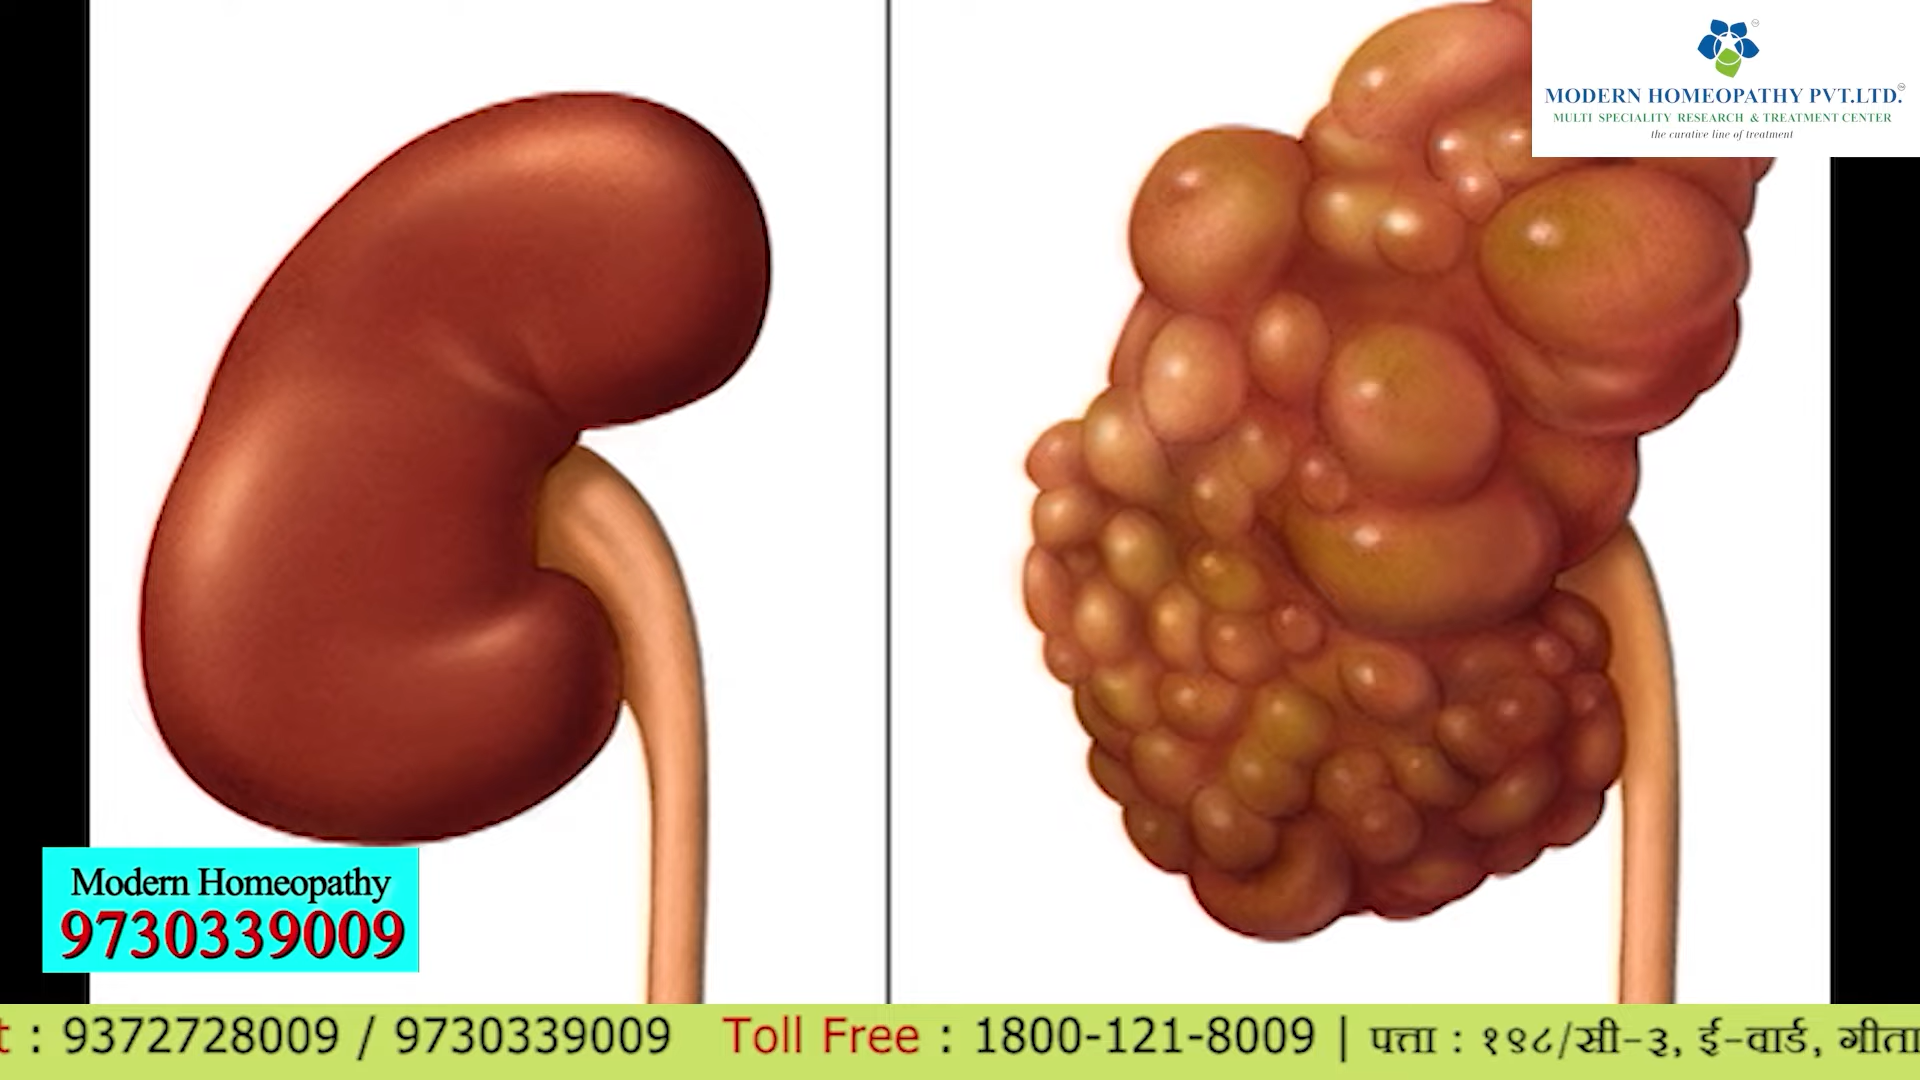 MODERN HOMEOPATHY PVT.LTD.
MULTI SPECIALITY RESEARCH & TREATMENT CENTER
the curative line of treatment
Modern Homeopathy
9730339009
t : 9372728009 / 9730339009 Toll Free : 1800-121-8009 | पत्ता : १९८/सी-३, ई-वार्ड, गीता